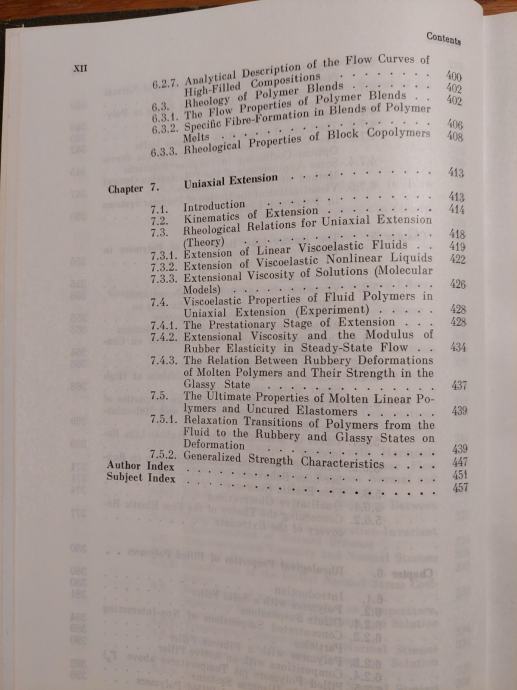 XII
Contents
6.2.7. Analytical Description of the Flow Curves of
High-Filled Compositions . . . . . . . 400
6.3. Rheology of Polymer Blends . . . . . . 402
6.3.1. The Flow Properties of Polymer Blends . . 402
6.3.2. Specific Fibre-Formation in Blends of Polymer
Melts . . . . . . . . . . . . . . . 406
6.3.3. Rheological Properties of Block Copolymers 408
Chapter 7. Uniaxial Extension . . . . . . . . . . . 413
7.1. Introduction . . . . . . . . . . . . 413
7.2. Kinematics of Extension . . . . . . . . 414
7.3. Rheological Relations for Uniaxial Extension
(Theory) . . . . . . . . . . . . . . 418
7.3.1. Extension of Linear Viscoelastic Fluids . . 419
7.3.2. Extension of Viscoelastic Nonlinear Liquids 422
7.3.3. Extensional Viscosity of Solutions (Molecular
Models) . . . . . . . . . . . . . . 426
7.4. Viscoelastic Properties of Fluid Polymers in
Uniaxial Extension (Experiment) . . . . . 428
7.4.1. The Prestationary Stage of Extension . . . 428
7.4.2. Extensional Viscosity and the Modulus of
Rubber Elasticity in Steady-State Flow . . 434
7.4.3. The Relation Between Rubbery Deformations
of Molten Polymers and Their Strength in the
Glassy State . . . . . . . . . . . . 437
7.5. The Ultimate Properties of Molten Linear Po-
lymers and Uncured Elastomers . . . . . . 439
7.5.1. Relaxation Transitions of Polymers from the
Fluid to the Rubbery and Glassy States on
Deformation . . . . . . . . . . . . 439
7.5.2. Generalized Strength Characteristics . . . . 447
Author Index . . . . . . . . . . . . . . . . . . 451
Subject Index . . . . . . . . . . . . . . . . . . 457